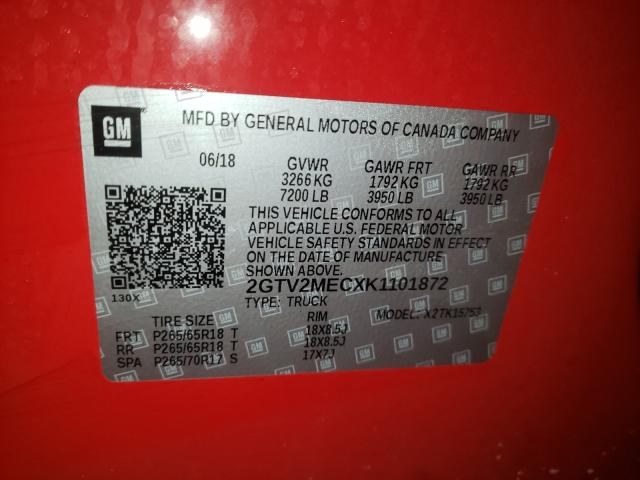 GM
MFD BY GENERAL MOTORS OF CANADA COMPANY
06/18 GVWR GAWR FRT GAWR RR
3266 KG 1792 KG 1792 KG
7200 LB 3950 LB 3950 LB
THIS VEHICLE CONFORMS TO ALL
APPLICABLE U.S. FEDERAL MOTOR
VEHICLE SAFETY STANDARDS IN EFFECT
ON THE DATE OF MANUFACTURE
SHOWN ABOVE.
130X 2GTV2MECXK1101872
TYPE: TRUCK MODEL: X2TK15753
TIRE SIZE RIM
FRT P265/65R18 T 18X8.5J
RR P265/65R18 T 18X8.5J
SPA P265/70R17 S 17X7J